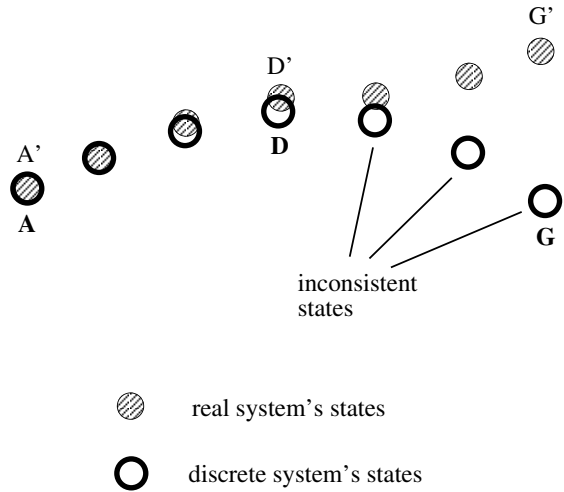 G’
D’
A’
D
A
G
inconsistent
states
real system’s states
discrete system’s states